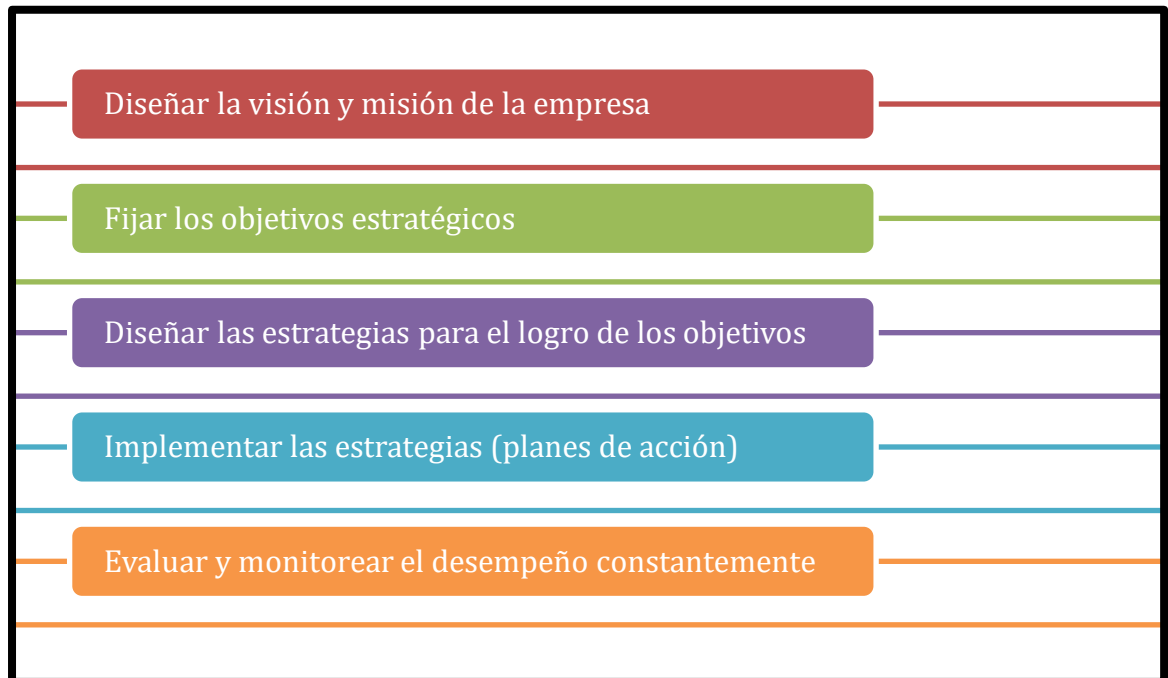 Diseñar la visión y misión de la empresa
Fijar los objetivos estratégicos
Diseñar las estrategias para el logro de los objetivos
Implementar las estrategias (planes de acción)
Evaluar y monitorear el desempeño constantemente